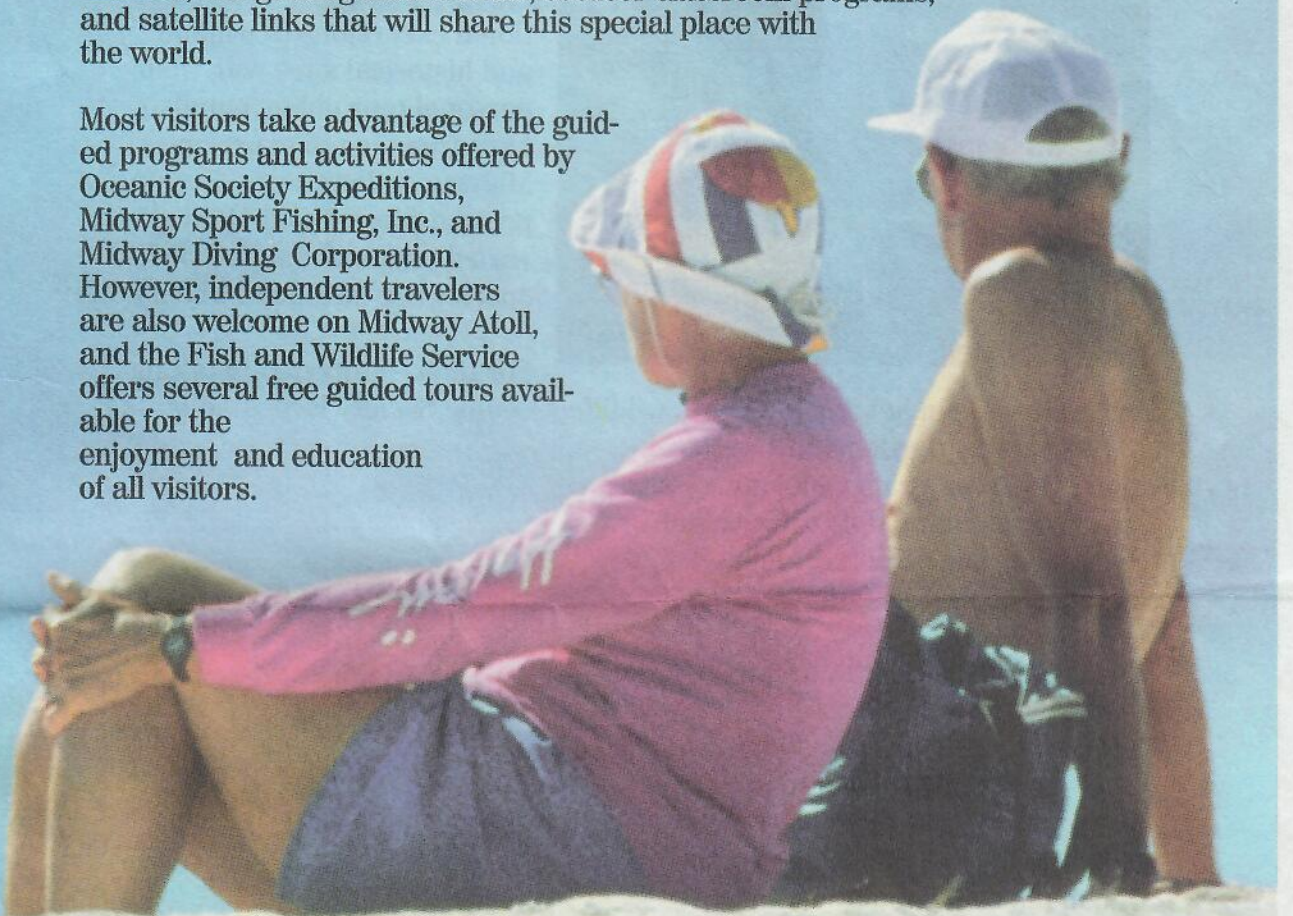 and satellite links that will share this special place with
the world.
Most visitors take advantage of the guid-
ed programs and activities offered by
Oceanic Society Expeditions,
Midway Sport Fishing, Inc., and
Midway Diving Corporation.
However, independent travelers
are also welcome on Midway Atoll,
and the Fish and Wildlife Service
offers several free guided tours avail-
able for the
enjoyment and education
of all visitors.